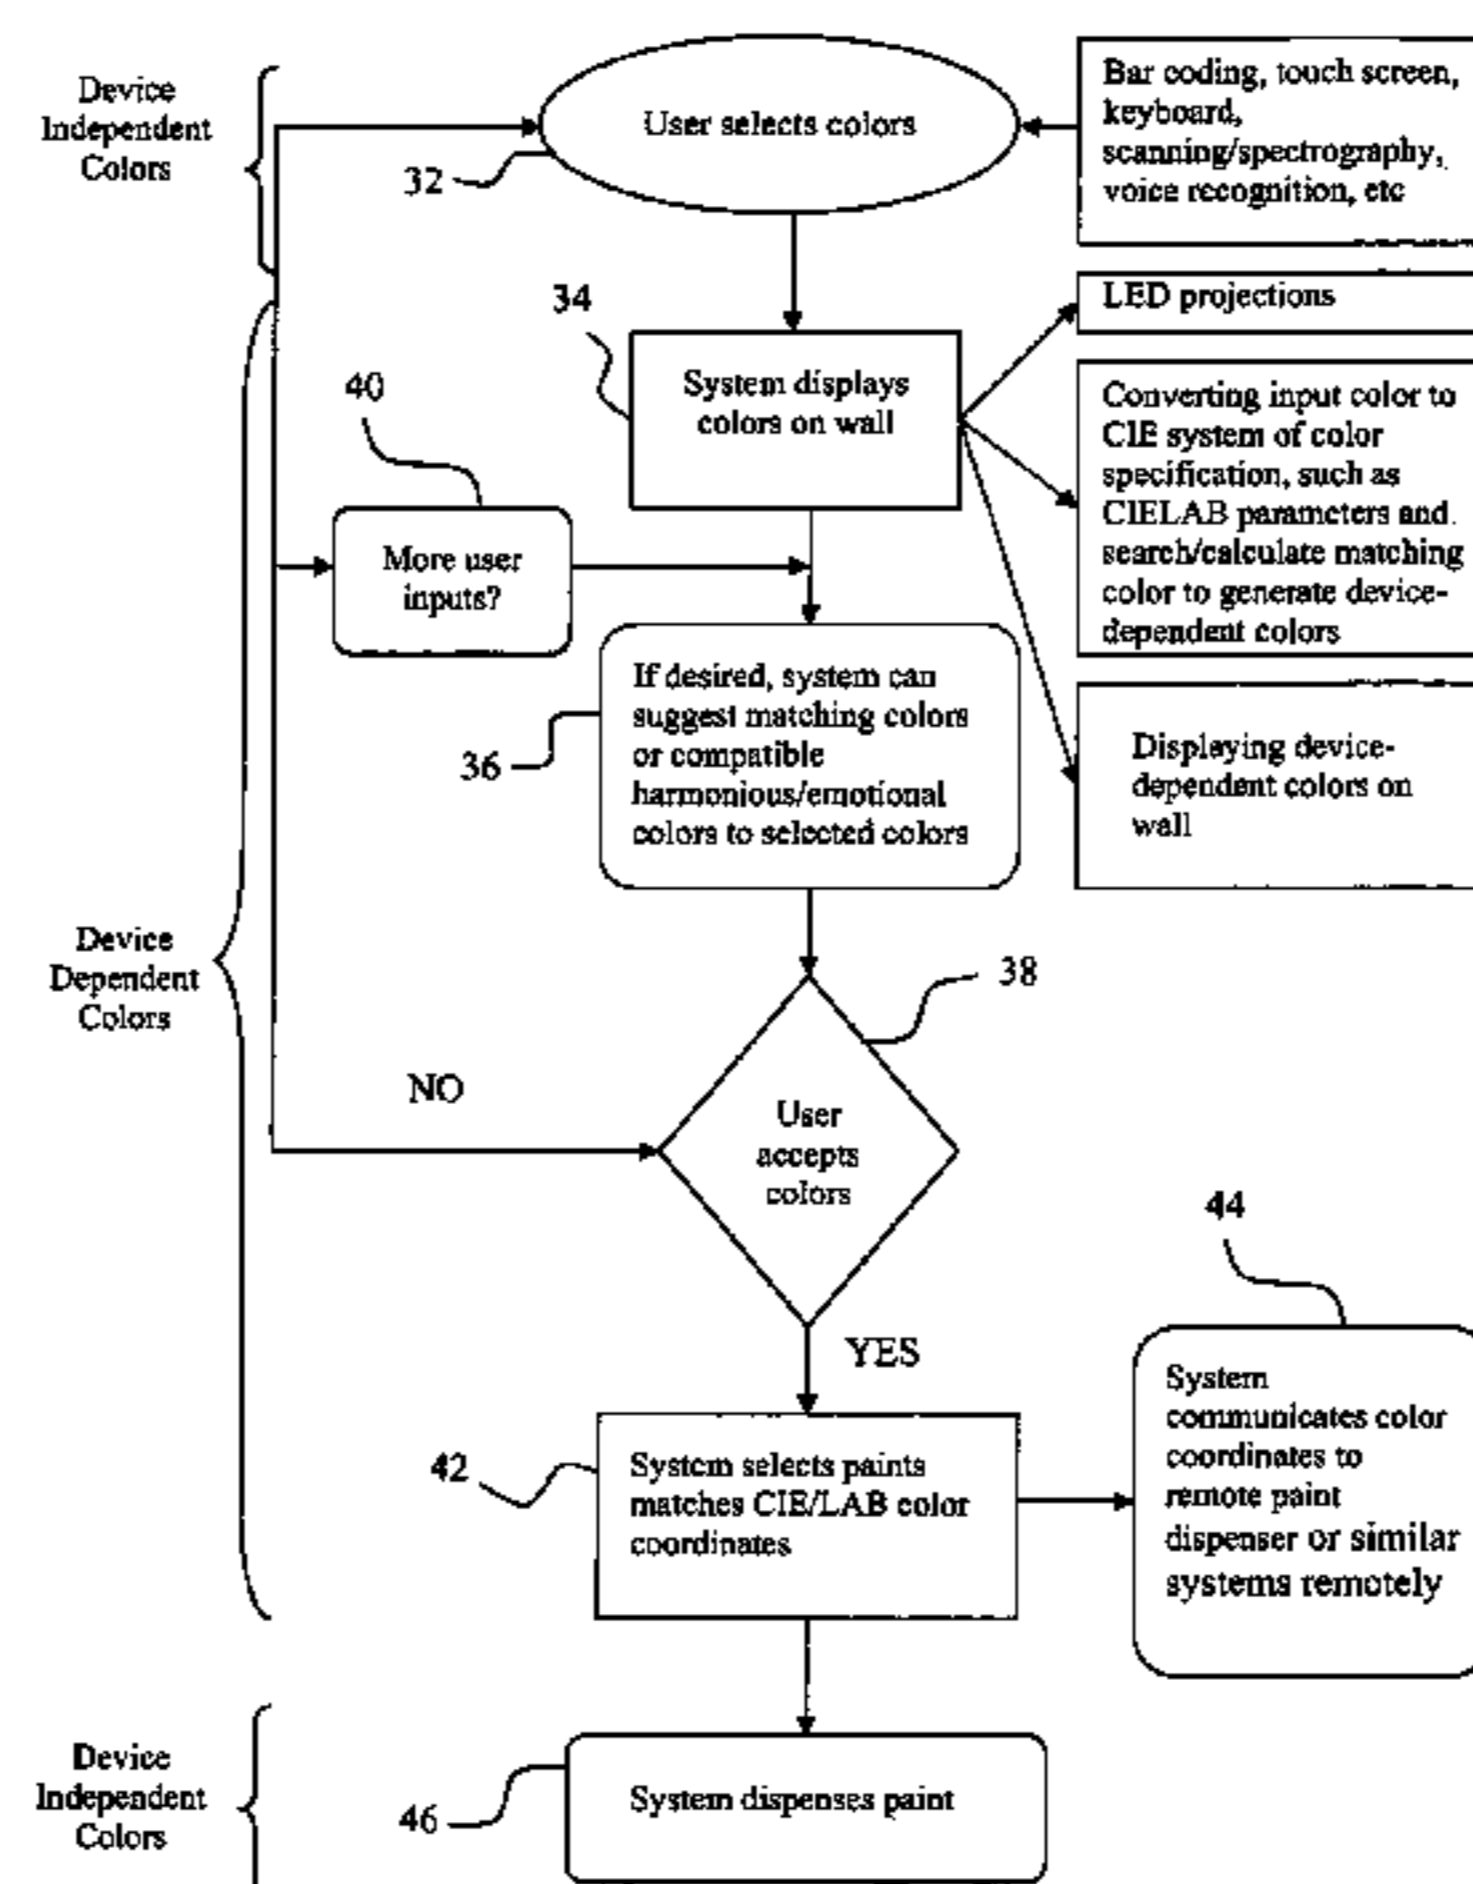 Device
Independent
Colors
User selects colors
32
Bar coding, touch screen,
keyboard,
scanning/spectrography,
voice recognition, etc
34
System displays
colors on wall
LED projections
Converting input color to
CIE system of color
specification, such as
CIELAB parameters and
search/calculate matching
color to generate device-
dependent colors
40
More user
inputs?
If desired, system can
suggest matching colors
or compatible
harmonious/emotional
colors to selected colors
36
Displaying device-
dependent colors on
wall
Device
Dependent
Colors
38
NO
User
accepts
colors
YES
44
42
System selects paints
matches CIE/LAB color
coordinates
System
communicates color
coordinates to
remote paint
dispenser or similar
systems remotely
Device
Independent
Colors
46
System dispenses paint